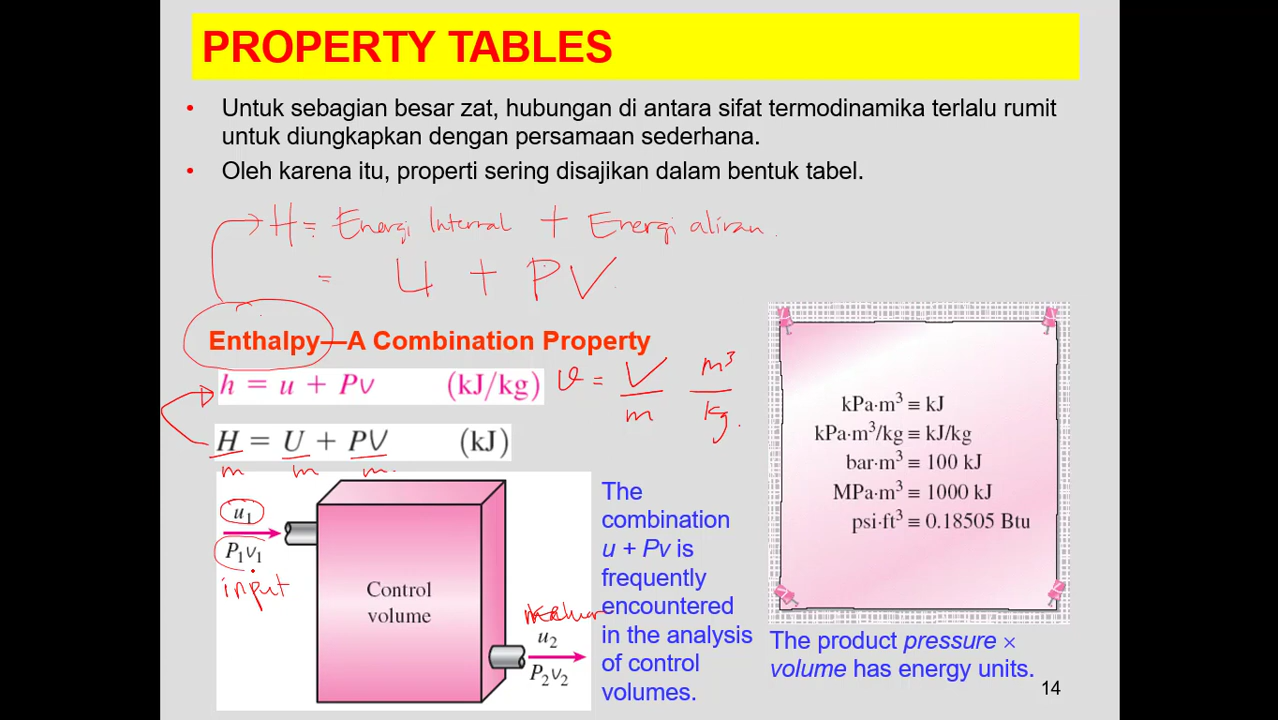 PROPERTY TABLES
• Untuk sebagian besar zat, hubungan di antara sifat termodinamika terlalu rumit
untuk diungkapkan dengan persamaan sederhana.
• Oleh karena itu, properti sering disajikan dalam bentuk tabel.
H = Energi Internal + Energi aliran.
= U + PV
Enthalpy—A Combination Property
h = u + Pv (kJ/kg)
v = V/m m³/kg.
H = U + PV (kJ)
m m m.
u₁
P₁v₁
input
Control
volume
u₂
P₂v₂
The
combination
u + Pv is
frequently
encountered
in the analysis
of control
volumes.
kPa·m³ ≡ kJ
kPa·m³/kg ≡ kJ/kg
bar·m³ ≡ 100 kJ
MPa·m³ ≡ 1000 kJ
psi·ft³ ≡ 0.18505 Btu
The product pressure ×
volume has energy units.
14